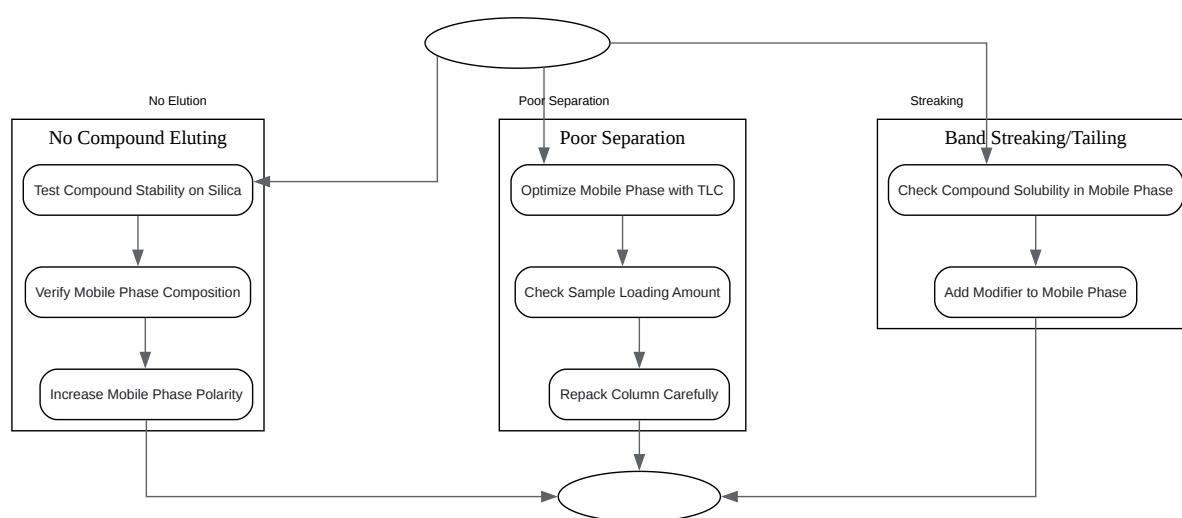 No Elution
Poor Separation
Streaking
No Compound Eluting
Poor Separation
Band Streaking/Tailing
Test Compound Stability on Silica
Optimize Mobile Phase with TLC
Check Compound Solubility in Mobile Phase
Verify Mobile Phase Composition
Check Sample Loading Amount
Add Modifier to Mobile Phase
Increase Mobile Phase Polarity
Repack Column Carefully